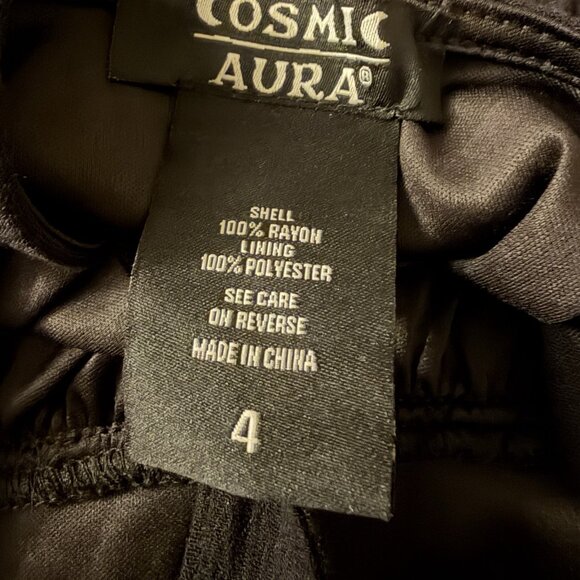 COSMIC
AURA®
SHELL
100% RAYON
LINING
100% POLYESTER
SEE CARE
ON REVERSE
MADE IN CHINA
4